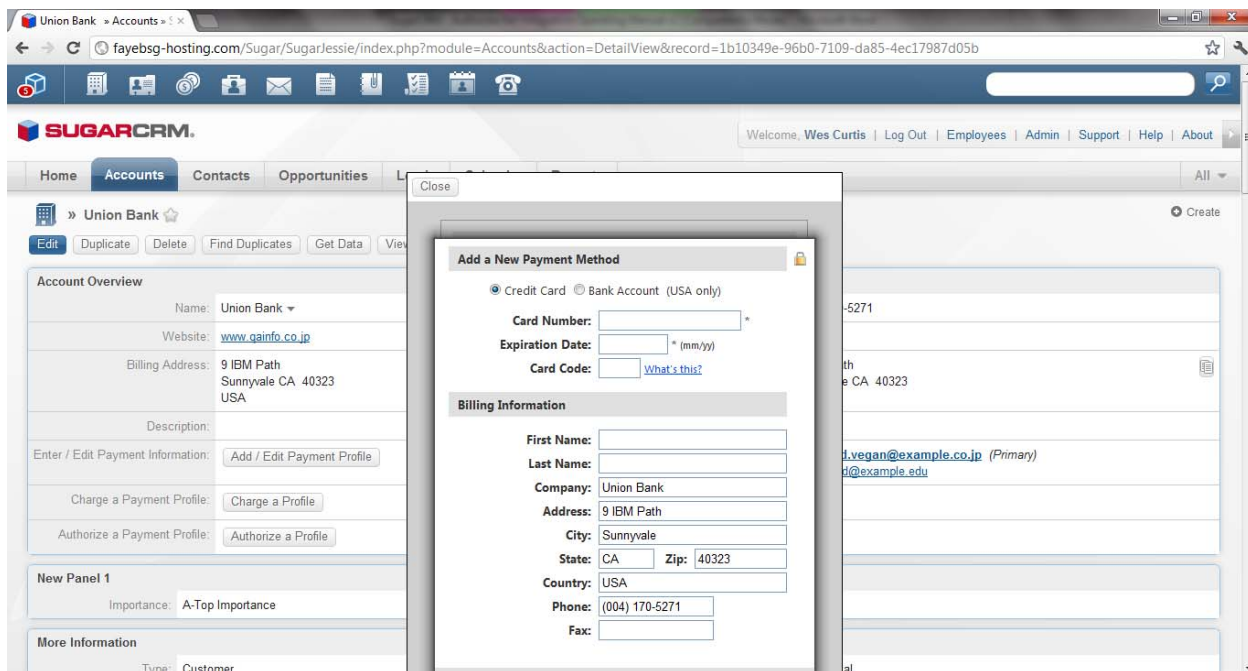 Union Bank » Accounts » S
fayebsg-hosting.com/Sugar/SugarJessie/index.php?module=Accounts&action=DetailView&record=1b10349e-96b0-7109-da85-4ec17987d05b
SUGARCRM.
Welcome, Wes Curtis | Log Out | Employees | Admin | Support | Help | About
Home Accounts Contacts Opportunities All
Close
» Union Bank
Create
Edit Duplicate Delete Find Duplicates Get Data View
Add a New Payment Method
Account Overview
Credit Card Bank Account (USA only)
Name: Union Bank
-5271
Card Number: *
Website: www.qainfo.co.jp
Expiration Date: * (mm/yy)
Billing Address: 9 IBM Path
Sunnyvale CA 40323
USA
th
e CA 40323
Card Code: What's this?
Billing Information
Description:
First Name:
Enter / Edit Payment Information: Add / Edit Payment Profile
d.vegan@example.co.jp (Primary)
d@example.edu
Last Name:
Company: Union Bank
Charge a Payment Profile: Charge a Profile
Address: 9 IBM Path
Authorize a Payment Profile: Authorize a Profile
City: Sunnyvale
State: CA Zip: 40323
New Panel 1
Country: USA
Importance: A-Top Importance
Phone: (004) 170-5271
Fax:
More Information
Type: Customer
al